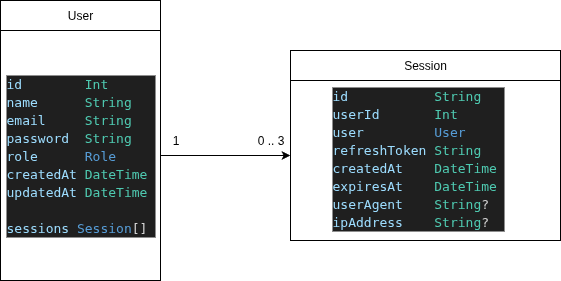 User
id Int
name String
email String
password String
role Role
createdAt DateTime
updatedAt DateTime
sessions Session[]
1
0 .. 3
Session
id String
userId Int
user User
refreshToken String
createdAt DateTime
expiresAt DateTime
userAgent String?
ipAddress String?